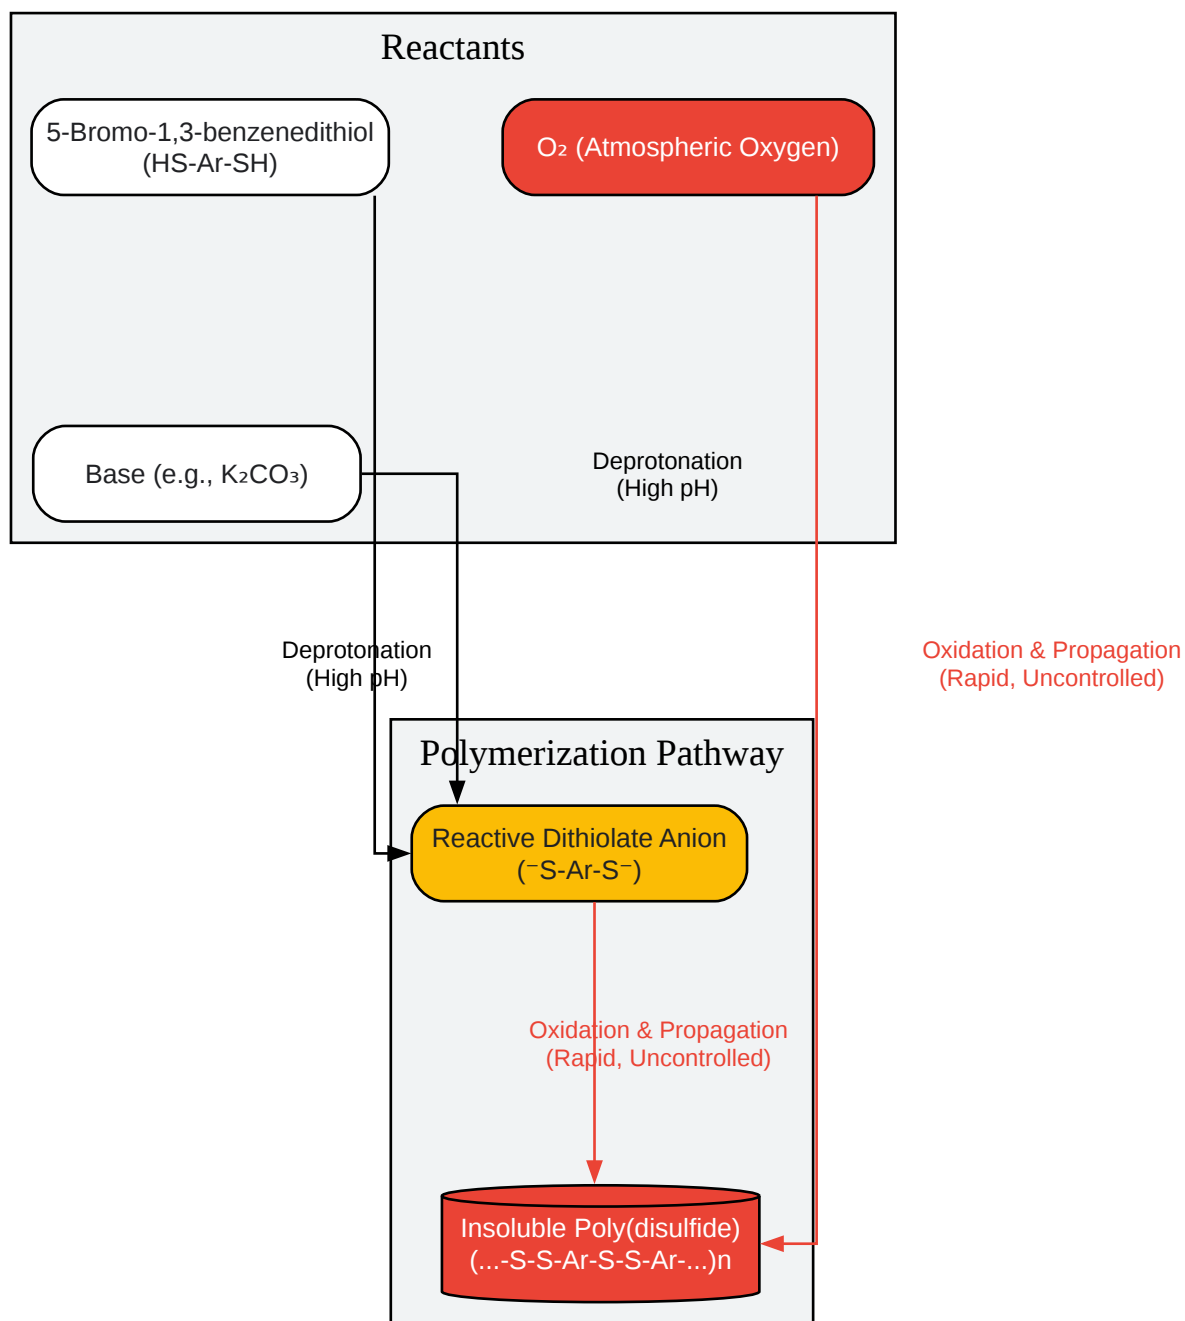 Reactants
5-Bromo-1,3-benzenedithiol
(HS-Ar-SH)
O₂ (Atmospheric Oxygen)
Base (e.g., K₂CO₃)
Deprotonation
(High pH)
Deprotonation
(High pH)
Oxidation & Propagation
(Rapid, Uncontrolled)
Polymerization Pathway
Reactive Dithiolate Anion
(⁻S-Ar-S⁻)
Oxidation & Propagation
(Rapid, Uncontrolled)
Insoluble Poly(disulfide)
(...-S-S-Ar-S-S-Ar-...)n